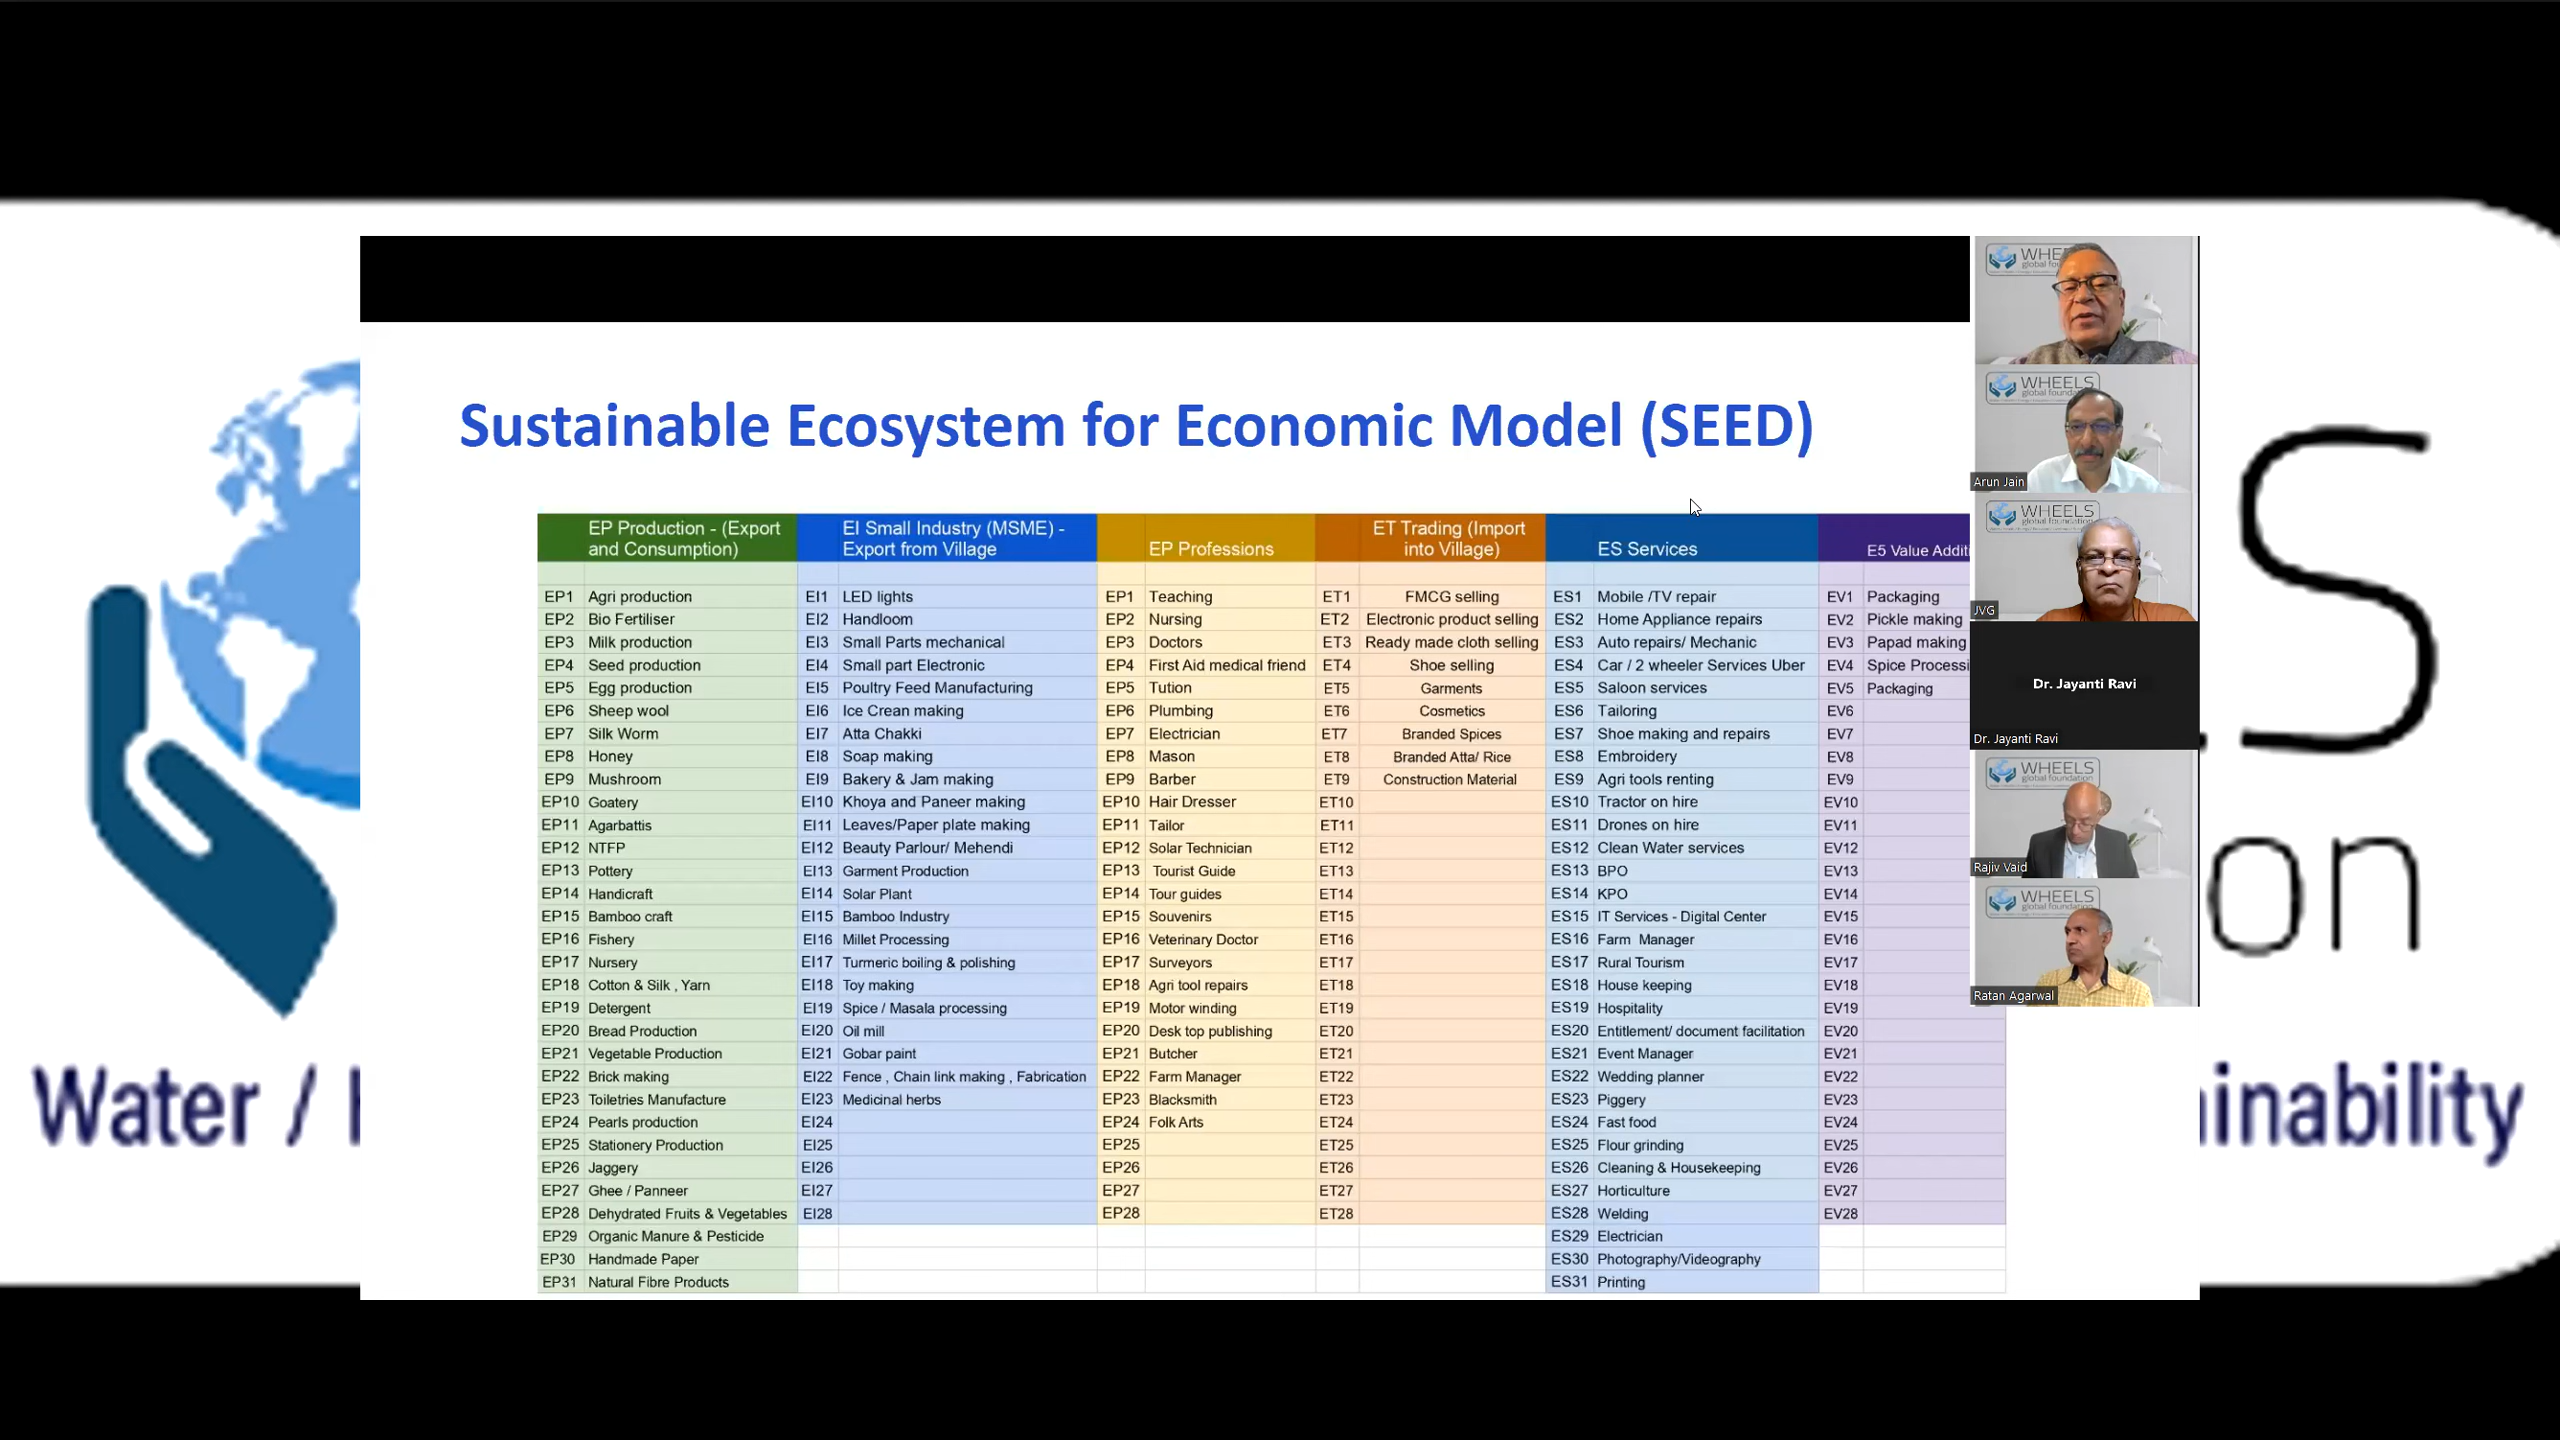 Sustainable Ecosystem for Economic Model (SEED)
EP Production - (Export and Consumption)
EI Small Industry (MSME) - Export from Village
EP Professions
ET Trading (Import into Village)
ES Services
E5 Value Additi
EP1 Agri production EI1 LED lights EP1 Teaching ET1 FMCG selling ES1 Mobile /TV repair EV1 Packaging
EP2 Bio Fertiliser EI2 Handloom EP2 Nursing ET2 Electronic product selling ES2 Home Appliance repairs EV2 Pickle making
EP3 Milk production EI3 Small Parts mechanical EP3 Doctors ET3 Ready made cloth selling ES3 Auto repairs/ Mechanic EV3 Papad making
EP4 Seed production EI4 Small part Electronic EP4 First Aid medical friend ET4 Shoe selling ES4 Car / 2 wheeler Services Uber EV4 Spice Processi
EP5 Egg production EI5 Poultry Feed Manufacturing EP5 Tution ET5 Garments ES5 Saloon services EV5 Packaging
EP6 Sheep wool EI6 Ice Crean making EP6 Plumbing ET6 Cosmetics ES6 Tailoring EV6
EP7 Silk Worm EI7 Atta Chakki EP7 Electrician ET7 Branded Spices ES7 Shoe making and repairs EV7
EP8 Honey EI8 Soap making EP8 Mason ET8 Branded Atta/ Rice ES8 Embroidery EV8
EP9 Mushroom EI9 Bakery & Jam making EP9 Barber ET9 Construction Material ES9 Agri tools renting EV9
EP10 Goatery EI10 Khoya and Paneer making EP10 Hair Dresser ET10 ES10 Tractor on hire EV10
EP11 Agarbattis EI11 Leaves/Paper plate making EP11 Tailor ET11 ES11 Drones on hire EV11
EP12 NTFP EI12 Beauty Parlour/ Mehendi EP12 Solar Technician ET12 ES12 Clean Water services EV12
EP13 Pottery EI13 Garment Production EP13 Tourist Guide ET13 ES13 BPO EV13
EP14 Handicraft EI14 Solar Plant EP14 Tour guides ET14 ES14 KPO EV14
EP15 Bamboo craft EI15 Bamboo Industry EP15 Souvenirs ET15 ES15 IT Services - Digital Center EV15
EP16 Fishery EI16 Millet Processing EP16 Veterinary Doctor ET16 ES16 Farm Manager EV16
EP17 Nursery EI17 Turmeric boiling & polishing EP17 Surveyors ET17 ES17 Rural Tourism EV17
EP18 Cotton & Silk , Yarn EI18 Toy making EP18 Agri tool repairs ET18 ES18 House keeping EV18
EP19 Detergent EI19 Spice / Masala processing EP19 Motor winding ET19 ES19 Hospitality EV19
EP20 Bread Production EI20 Oil mill EP20 Desk top publishing ET20 ES20 Entitlement/ document facilitation EV20
EP21 Vegetable Production EI21 Gobar paint EP21 Butcher ET21 ES21 Event Manager EV21
EP22 Brick making EI22 Fence , Chain link making , Fabrication EP22 Farm Manager ET22 ES22 Wedding planner EV22
EP23 Toiletries Manufacture EI23 Medicinal herbs EP23 Blacksmith ET23 ES23 Piggery EV23
EP24 Pearls production EI24 EP24 Folk Arts ET24 ES24 Fast food EV24
EP25 Stationery Production EI25 EP25 ET25 ES25 Flour grinding EV25
EP26 Jaggery EI26 EP26 ET26 ES26 Cleaning & Housekeeping EV26
EP27 Ghee / Panneer EI27 EP27 ET27 ES27 Horticulture EV27
EP28 Dehydrated Fruits & Vegetables EI28 EP28 ET28 ES28 Welding EV28
EP29 Organic Manure & Pesticide ES29 Electrician
EP30 Handmade Paper ES30 Photography/Videography
EP31 Natural Fibre Products ES31 Printing
WHEELS
global foundation
Arun Jain
WHEELS
global foundation
JVG
Dr. Jayanti Ravi
Dr. Jayanti Ravi
WHEELS
global foundation
Rajiv Vaid
WHEELS
global foundation
Ratan Agarwal
S
on
Water /
inability